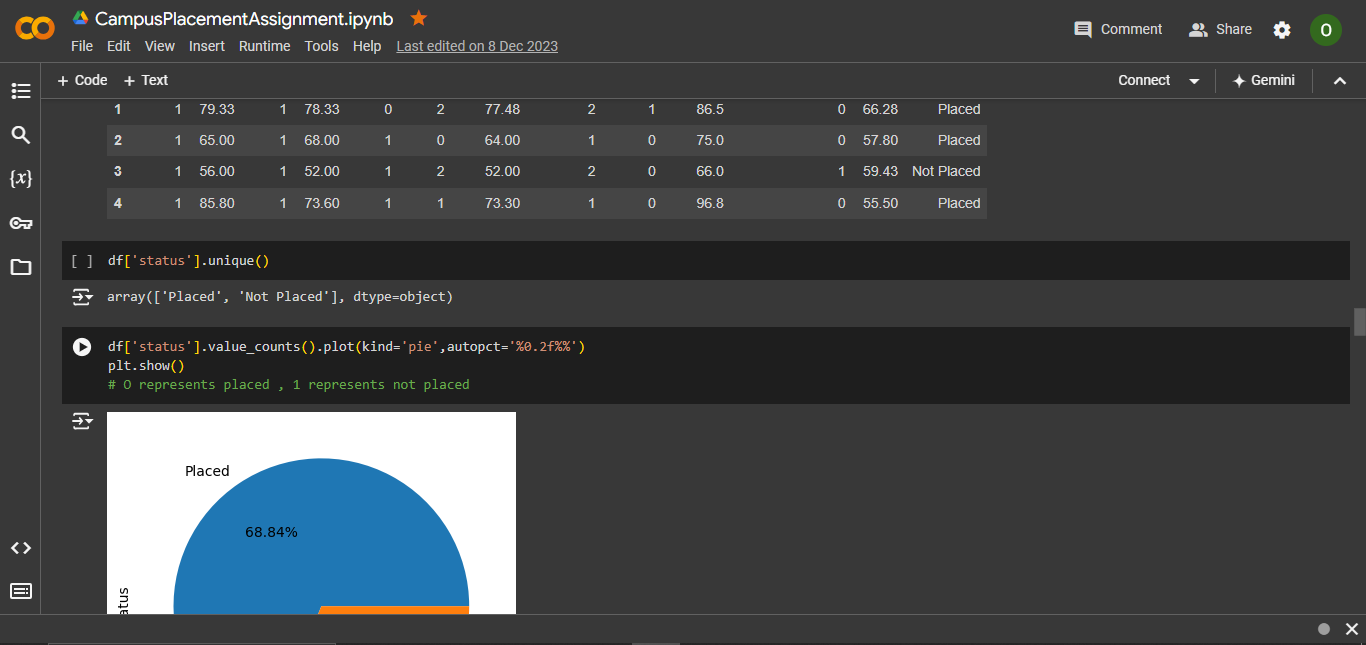 CampusPlacementAssignment.ipynb
Comment Share O
File Edit View Insert Runtime Tools Help Last edited on 8 Dec 2023
+ Code + Text Connect Gemini
1 1 79.33 1 78.33 0 2 77.48 2 1 86.5 0 66.28 Placed
2 1 65.00 1 68.00 1 0 64.00 1 0 75.0 0 57.80 Placed
3 1 56.00 1 52.00 1 2 52.00 2 0 66.0 1 59.43 Not Placed
4 1 85.80 1 73.60 1 1 73.30 1 0 96.8 0 55.50 Placed
{x}
[ ] df['status'].unique()
array(['Placed', 'Not Placed'], dtype=object)
df['status'].value_counts().plot(kind='pie',autopct='%0.2f%%')
plt.show()
# O represents placed , 1 represents not placed
Placed
68.84%
atus